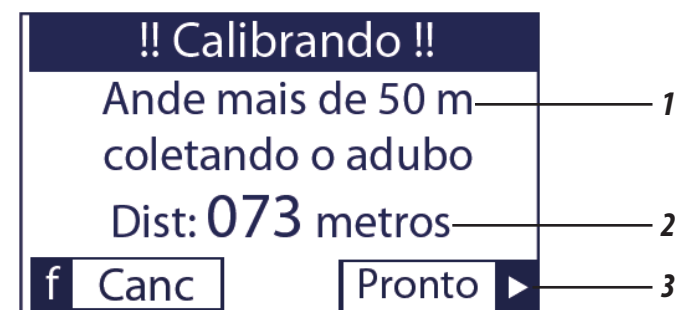 !! Calibrando !!
Ande mais de 50 m
1
coletando o adubo
Dist: 073 metros
2
f Canc
Pronto ▶
3